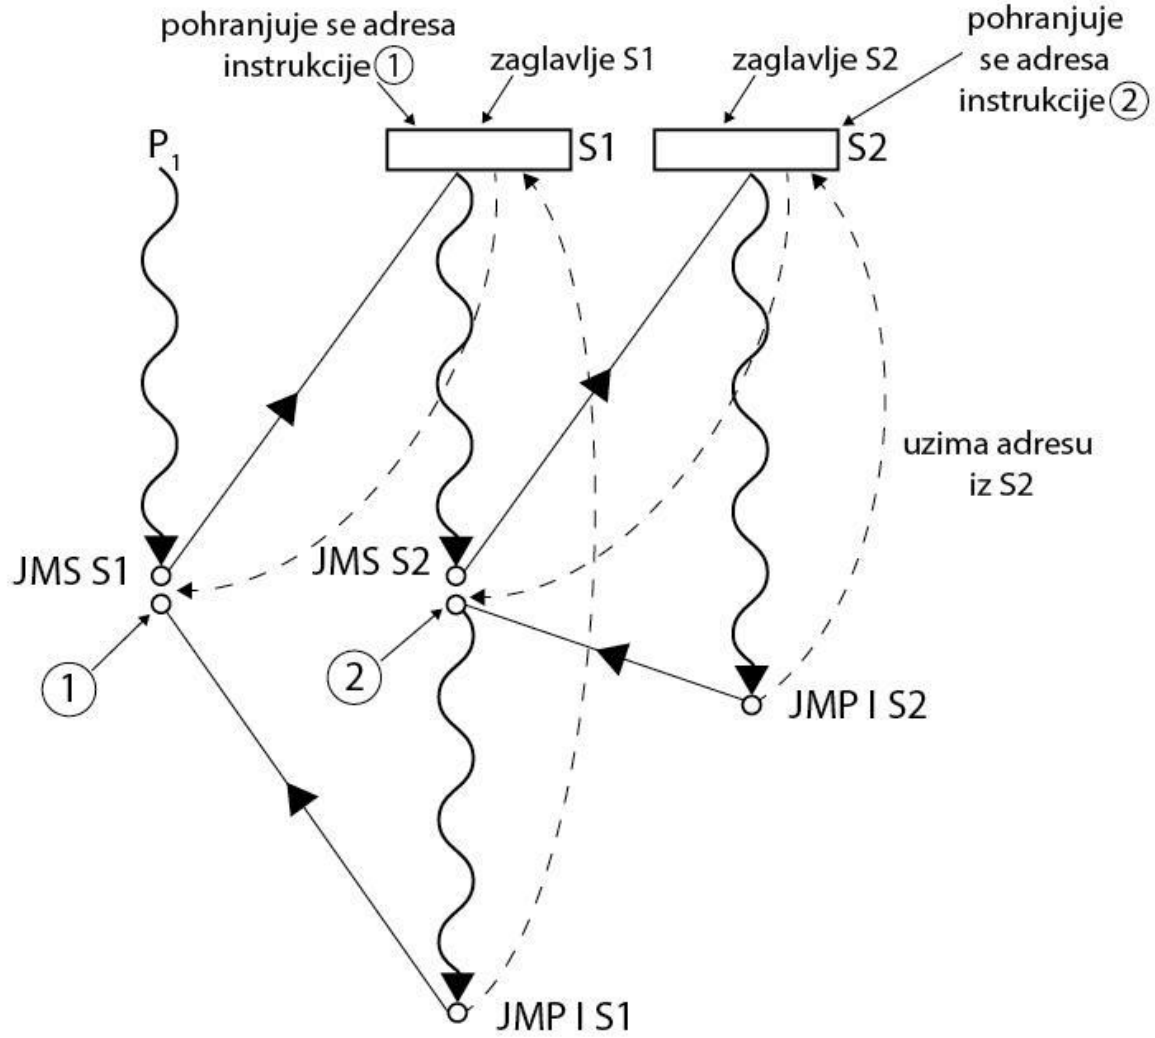 pohranjuje se adresa
instrukcije 1
zaglavlje S1
zaglavlje S2
pohranjuje
se adresa
instrukcije 2
P1
S1
S2
uzima adresu
iz S2
JMS S1
JMS S2
1
2
JMP I S2
JMP I S1